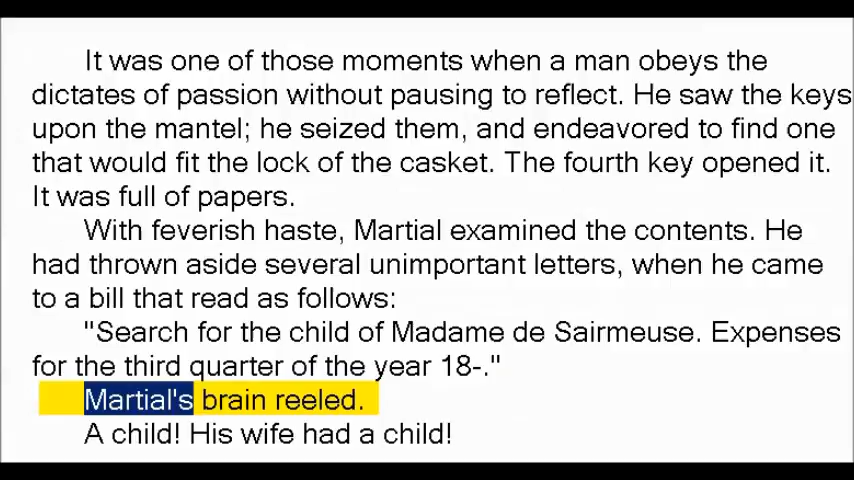 It was one of those moments when a man obeys the
dictates of passion without pausing to reflect. He saw the keys
upon the mantel; he seized them, and endeavored to find one
that would fit the lock of the casket. The fourth key opened it.
It was full of papers.
With feverish haste, Martial examined the contents. He
had thrown aside several unimportant letters, when he came
to a bill that read as follows:
"Search for the child of Madame de Sairmeuse. Expenses
for the third quarter of the year 18-."
Martial's brain reeled.
A child! His wife had a child!